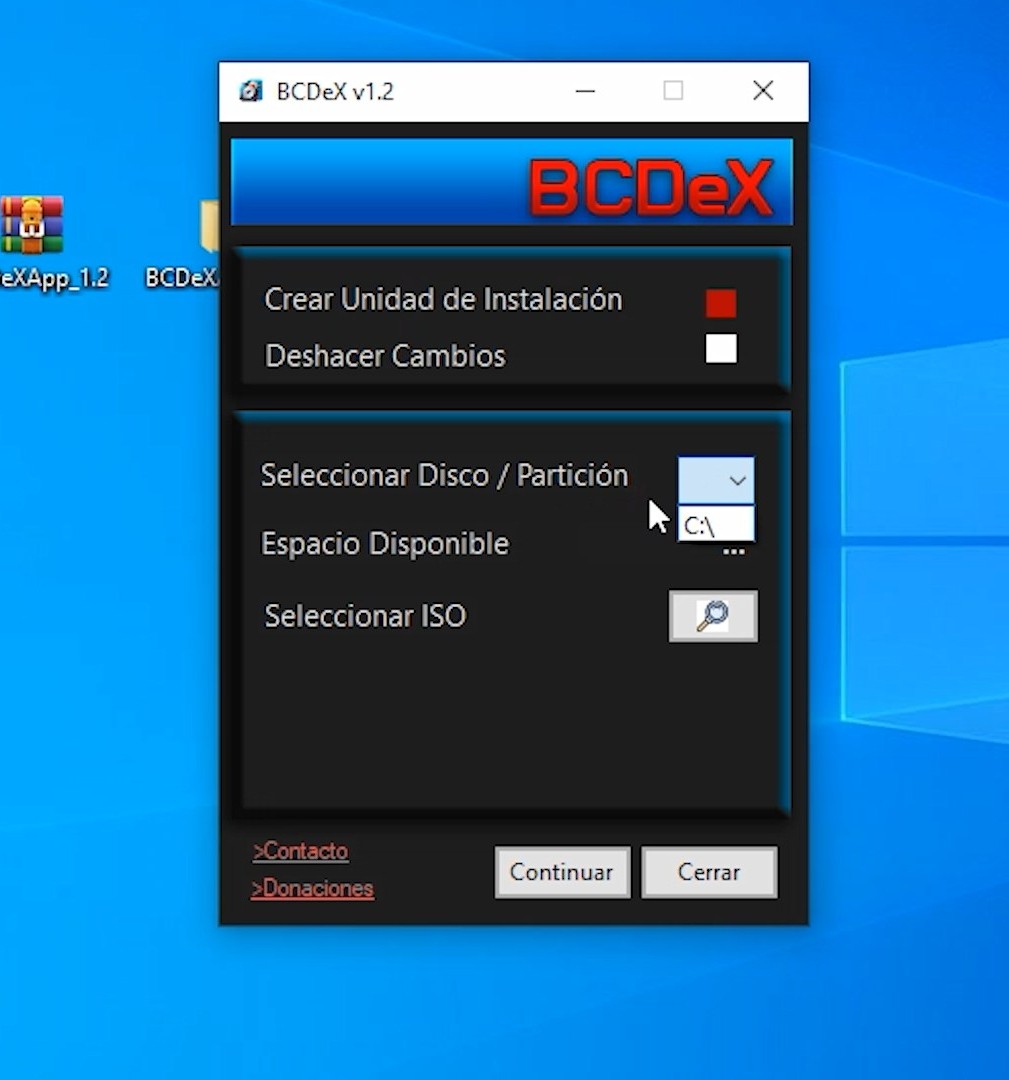 BCDeX v1.2
BCDeX
eXApp_1.2
BCDeX
Crear Unidad de Instalación
Deshacer Cambios
Seleccionar Disco / Partición
C:\
Espacio Disponible
...
Seleccionar ISO
>Contacto
>Donaciones
Continuar
Cerrar